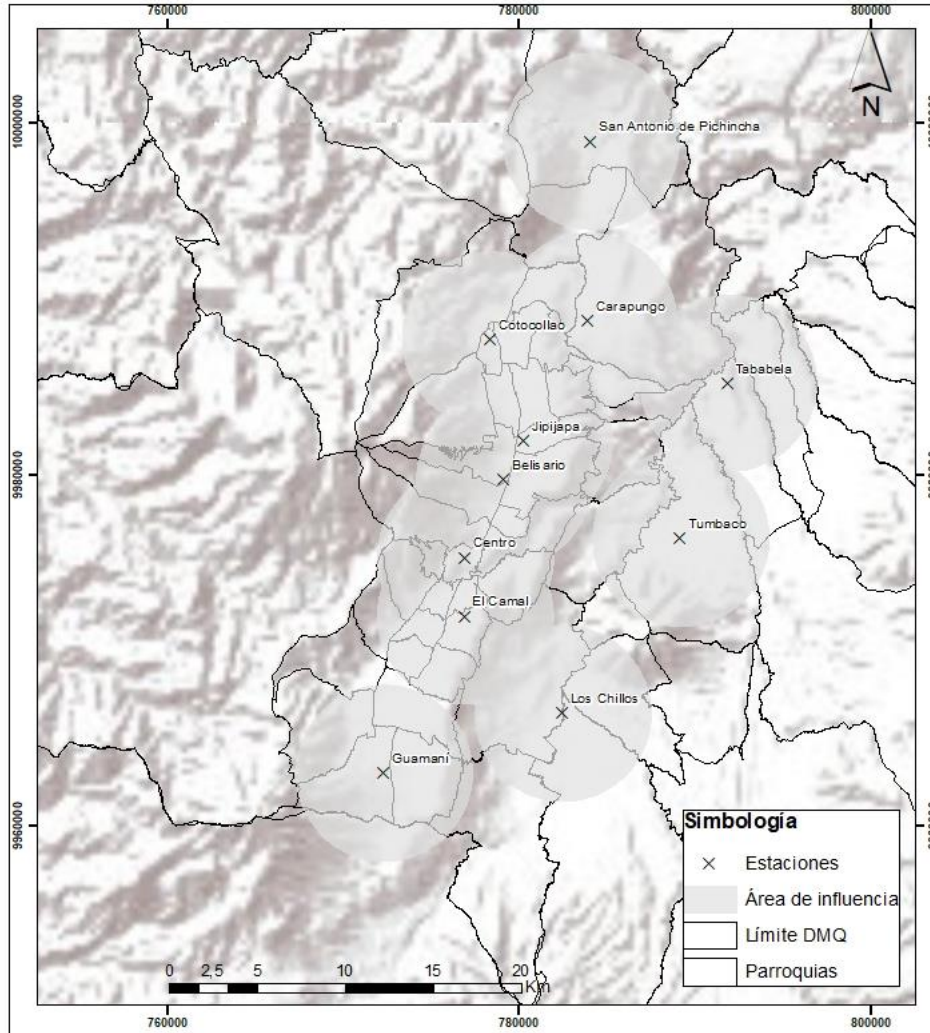 760000
780000
800000
1000000
N
San Antonio de Pichincha
Carapungo
Cotocollao
Tababela
Jipijapa
9980000
Belisario
Tumbaco
Centro
El Camal
Los Chillos
Guamaní
9960000
Simbología
Estaciones
Área de influencia
Límite DMQ
Parroquias
0 2,5 5 10 15 20
Km
760000
780000
800000